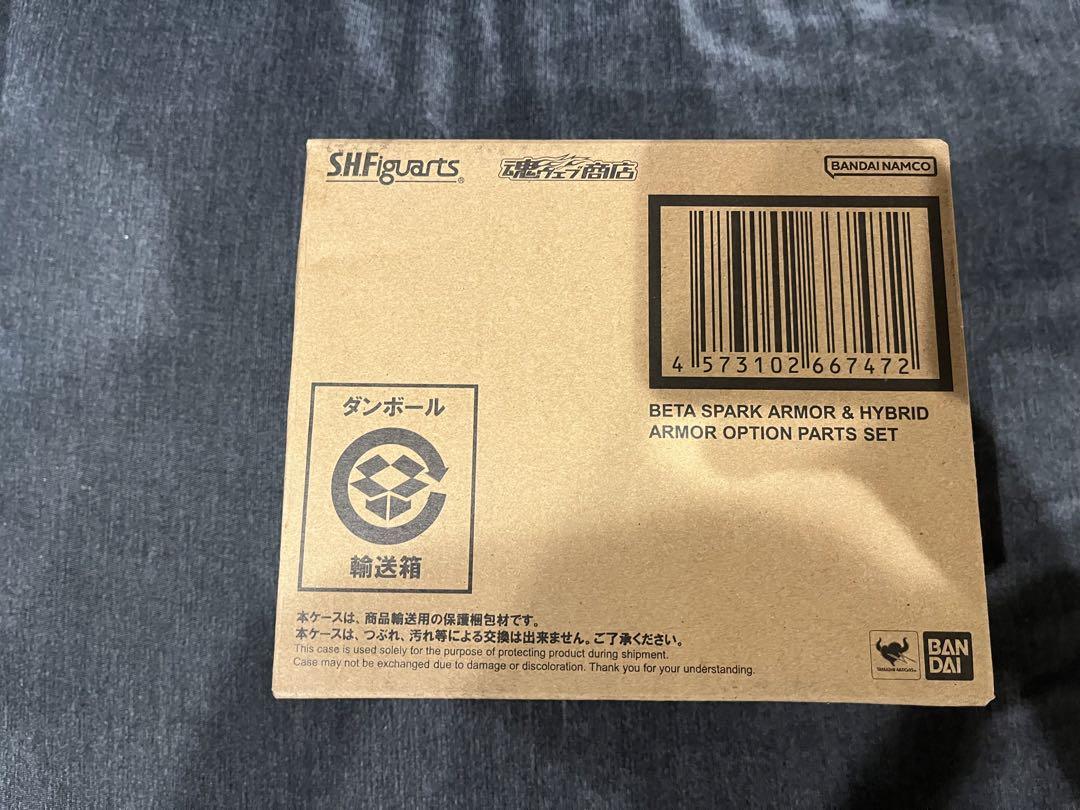 S.H.Figuarts®
魂ウェブ商店
BANDAI NAMCO
4 573102 667472
BETA SPARK ARMOR & HYBRID
ARMOR OPTION PARTS SET
ダンボール
輸送箱
本ケースは、商品輸送用の保護梱包材です。
本ケースは、つぶれ、汚れ等による交換は出来ません。ご了承ください。
This case is used solely for the purpose of protecting product during shipment.
Case may not be exchanged due to damage or discoloration. Thank you for your understanding.
TAMASHII NATIONS
BAN
DAI